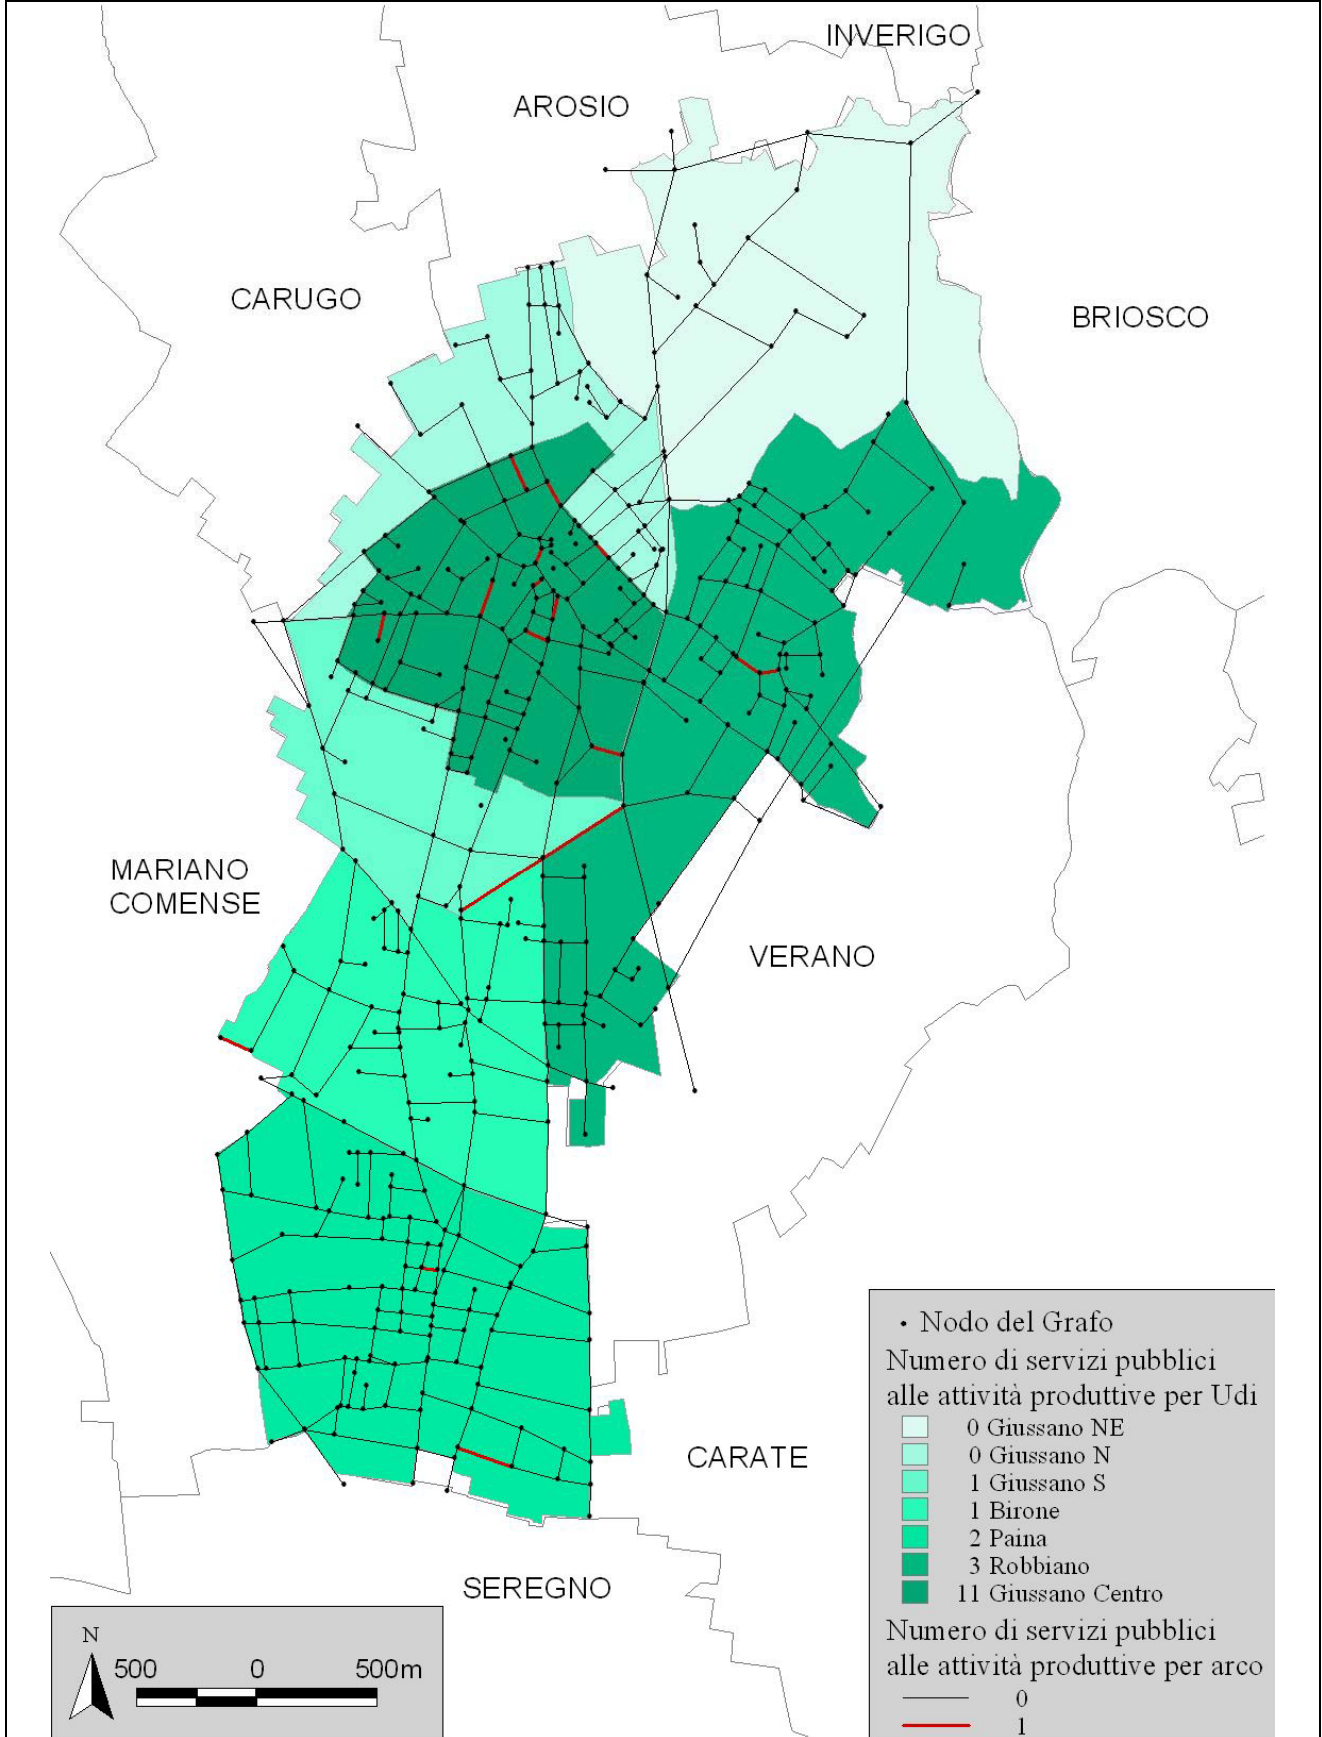 INVERIGO
AROSIO
CARUGO
BRIOSCO
MARIANO
COMENSE
VERANO
CARATE
SEREGNO
• Nodo del Grafo
Numero di servizi pubblici
alle attività produttive per Udi
0 Giussano NE
0 Giussano N
1 Giussano S
1 Birone
2 Paina
3 Robbiano
11 Giussano Centro
Numero di servizi pubblici
alle attività produttive per arco
0
1
N
500 0 500m